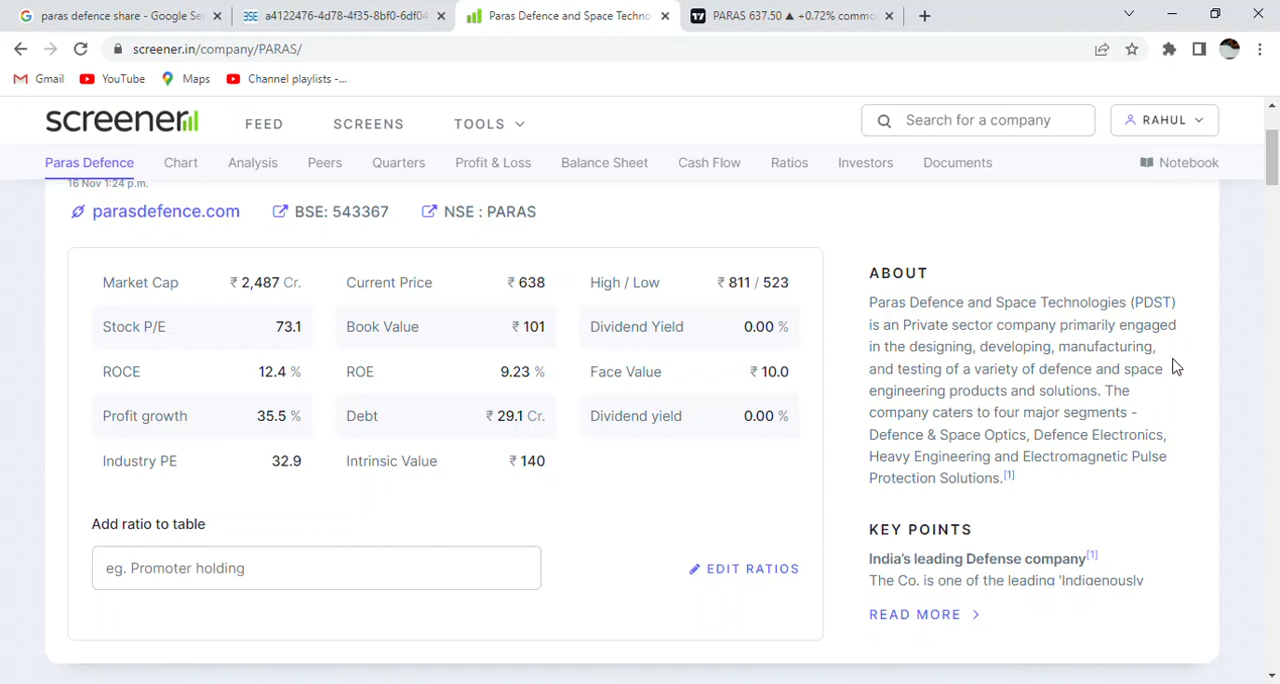 paras defence share - Google Se
a4122476-4d78-4f35-8bf0-6df04
Paras Defence and Space Techno
PARAS 637.50 ▲ +0.72% commo
screener.in/company/PARAS/
Gmail YouTube Maps Channel playlists -...
screener FEED SCREENS TOOLS Search for a company RAHUL
Paras Defence Chart Analysis Peers Quarters Profit & Loss Balance Sheet Cash Flow Ratios Investors Documents Notebook
16 Nov 1:24 p.m.
parasdefence.com BSE: 543367 NSE : PARAS
Market Cap ₹ 2,487 Cr. Current Price ₹ 638 High / Low ₹ 811 / 523
Stock P/E 73.1 Book Value ₹ 101 Dividend Yield 0.00 %
ROCE 12.4 % ROE 9.23 % Face Value ₹ 10.0
Profit growth 35.5 % Debt ₹ 29.1 Cr. Dividend yield 0.00 %
Industry PE 32.9 Intrinsic Value ₹ 140
Add ratio to table
eg. Promoter holding
EDIT RATIOS
ABOUT
Paras Defence and Space Technologies (PDST)
is an Private sector company primarily engaged
in the designing, developing, manufacturing,
and testing of a variety of defence and space
engineering products and solutions. The
company caters to four major segments -
Defence & Space Optics, Defence Electronics,
Heavy Engineering and Electromagnetic Pulse
Protection Solutions.[1]
KEY POINTS
India's leading Defense company[1]
The Co. is one of the leading 'Indigenously
READ MORE